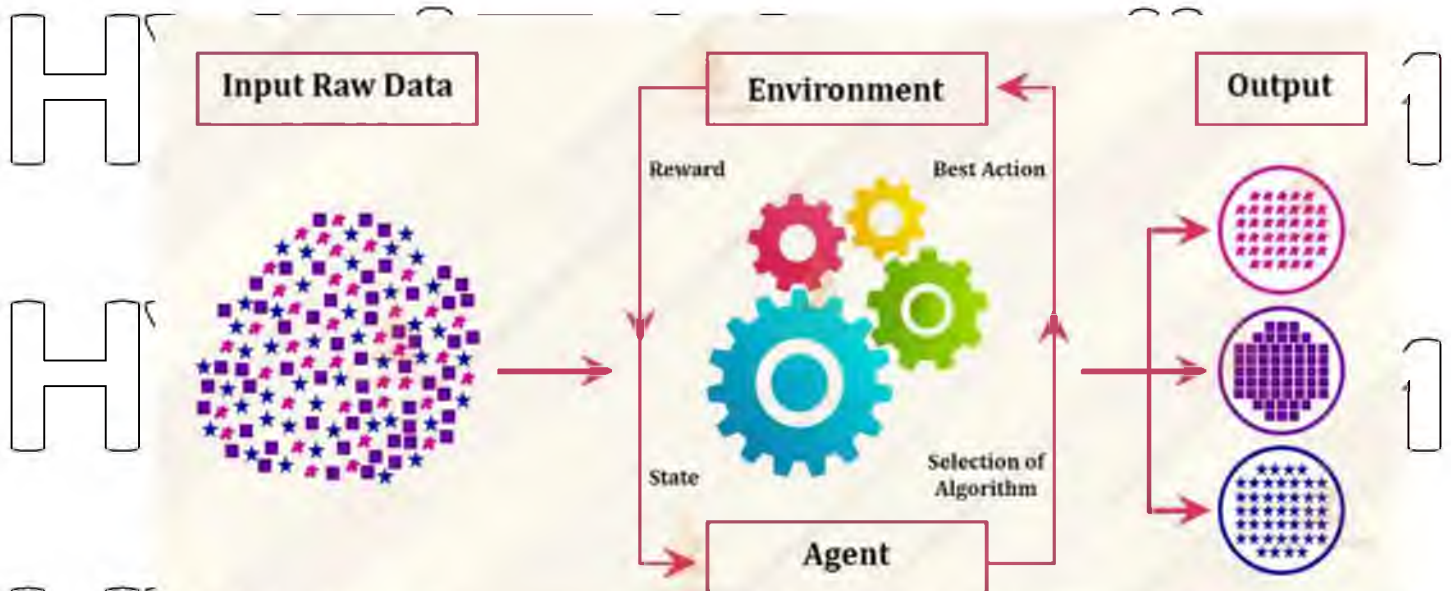 Input Raw Data
Environment
Output
Reward
Best Action
State
Selection of
Algorithm
Agent